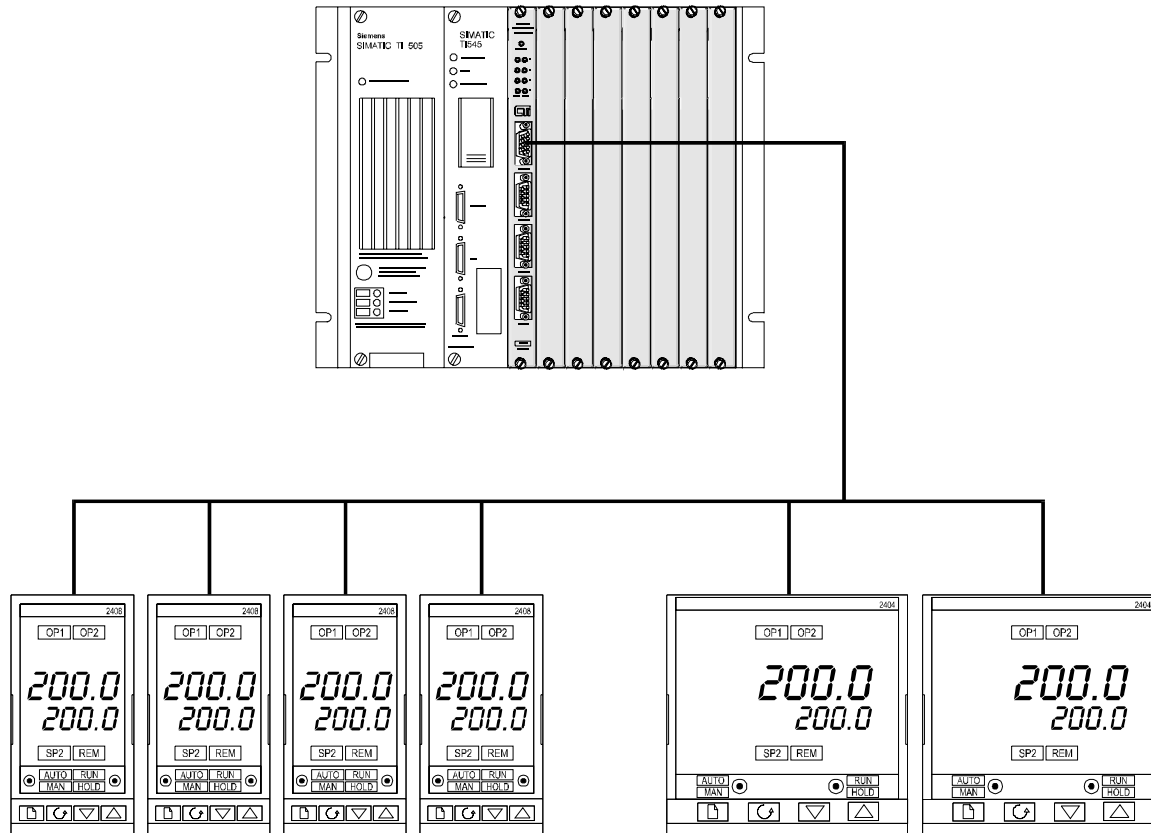 Siemens
SIMATIC TI 505
SIMATIC
TI545
2408
OP1 OP2
200.0
200.0
SP2 REM
AUTO RUN
MAN HOLD
2408
OP1 OP2
200.0
200.0
SP2 REM
AUTO RUN
MAN HOLD
2408
OP1 OP2
200.0
200.0
SP2 REM
AUTO RUN
MAN HOLD
2408
OP1 OP2
200.0
200.0
SP2 REM
AUTO RUN
MAN HOLD
2404
OP1 OP2
200.0
200.0
SP2 REM
AUTO RUN
MAN HOLD
2404
OP1 OP2
200.0
200.0
SP2 REM
AUTO RUN
MAN HOLD